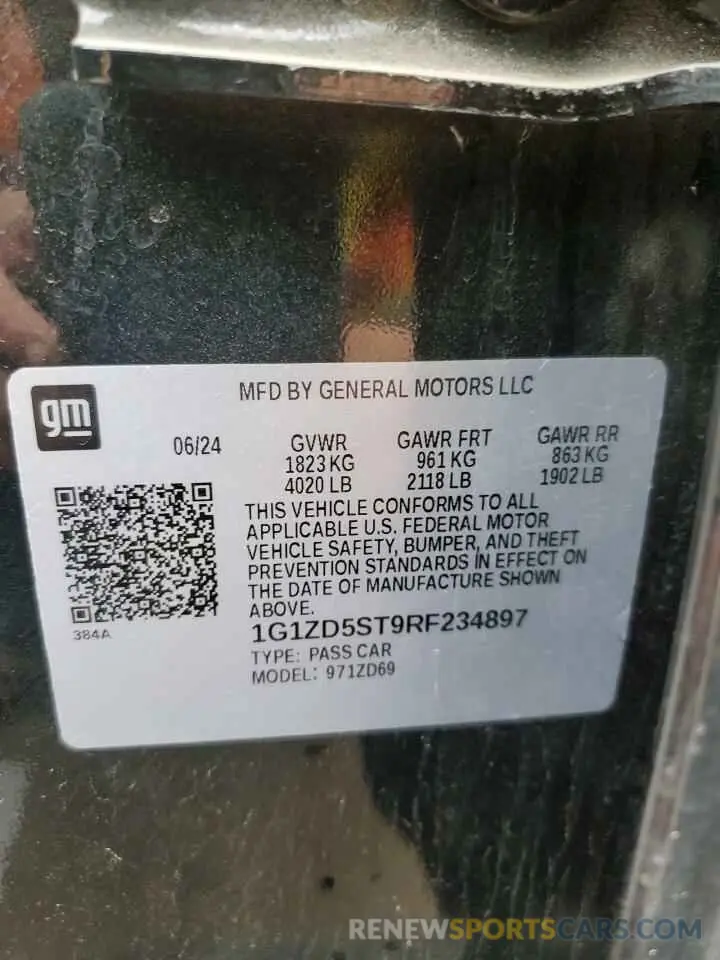 gm
MFD BY GENERAL MOTORS LLC
06/24
GVWR
1823 KG
4020 LB
GAWR FRT
961 KG
2118 LB
GAWR RR
863 KG
1902 LB
THIS VEHICLE CONFORMS TO ALL
APPLICABLE U.S. FEDERAL MOTOR
VEHICLE SAFETY, BUMPER, AND THEFT
PREVENTION STANDARDS IN EFFECT ON
THE DATE OF MANUFACTURE SHOWN
ABOVE.
384A
1G1ZD5ST9RF234897
TYPE: PASS CAR
MODEL: 971ZD69
RENEWSPORTSCARS.COM